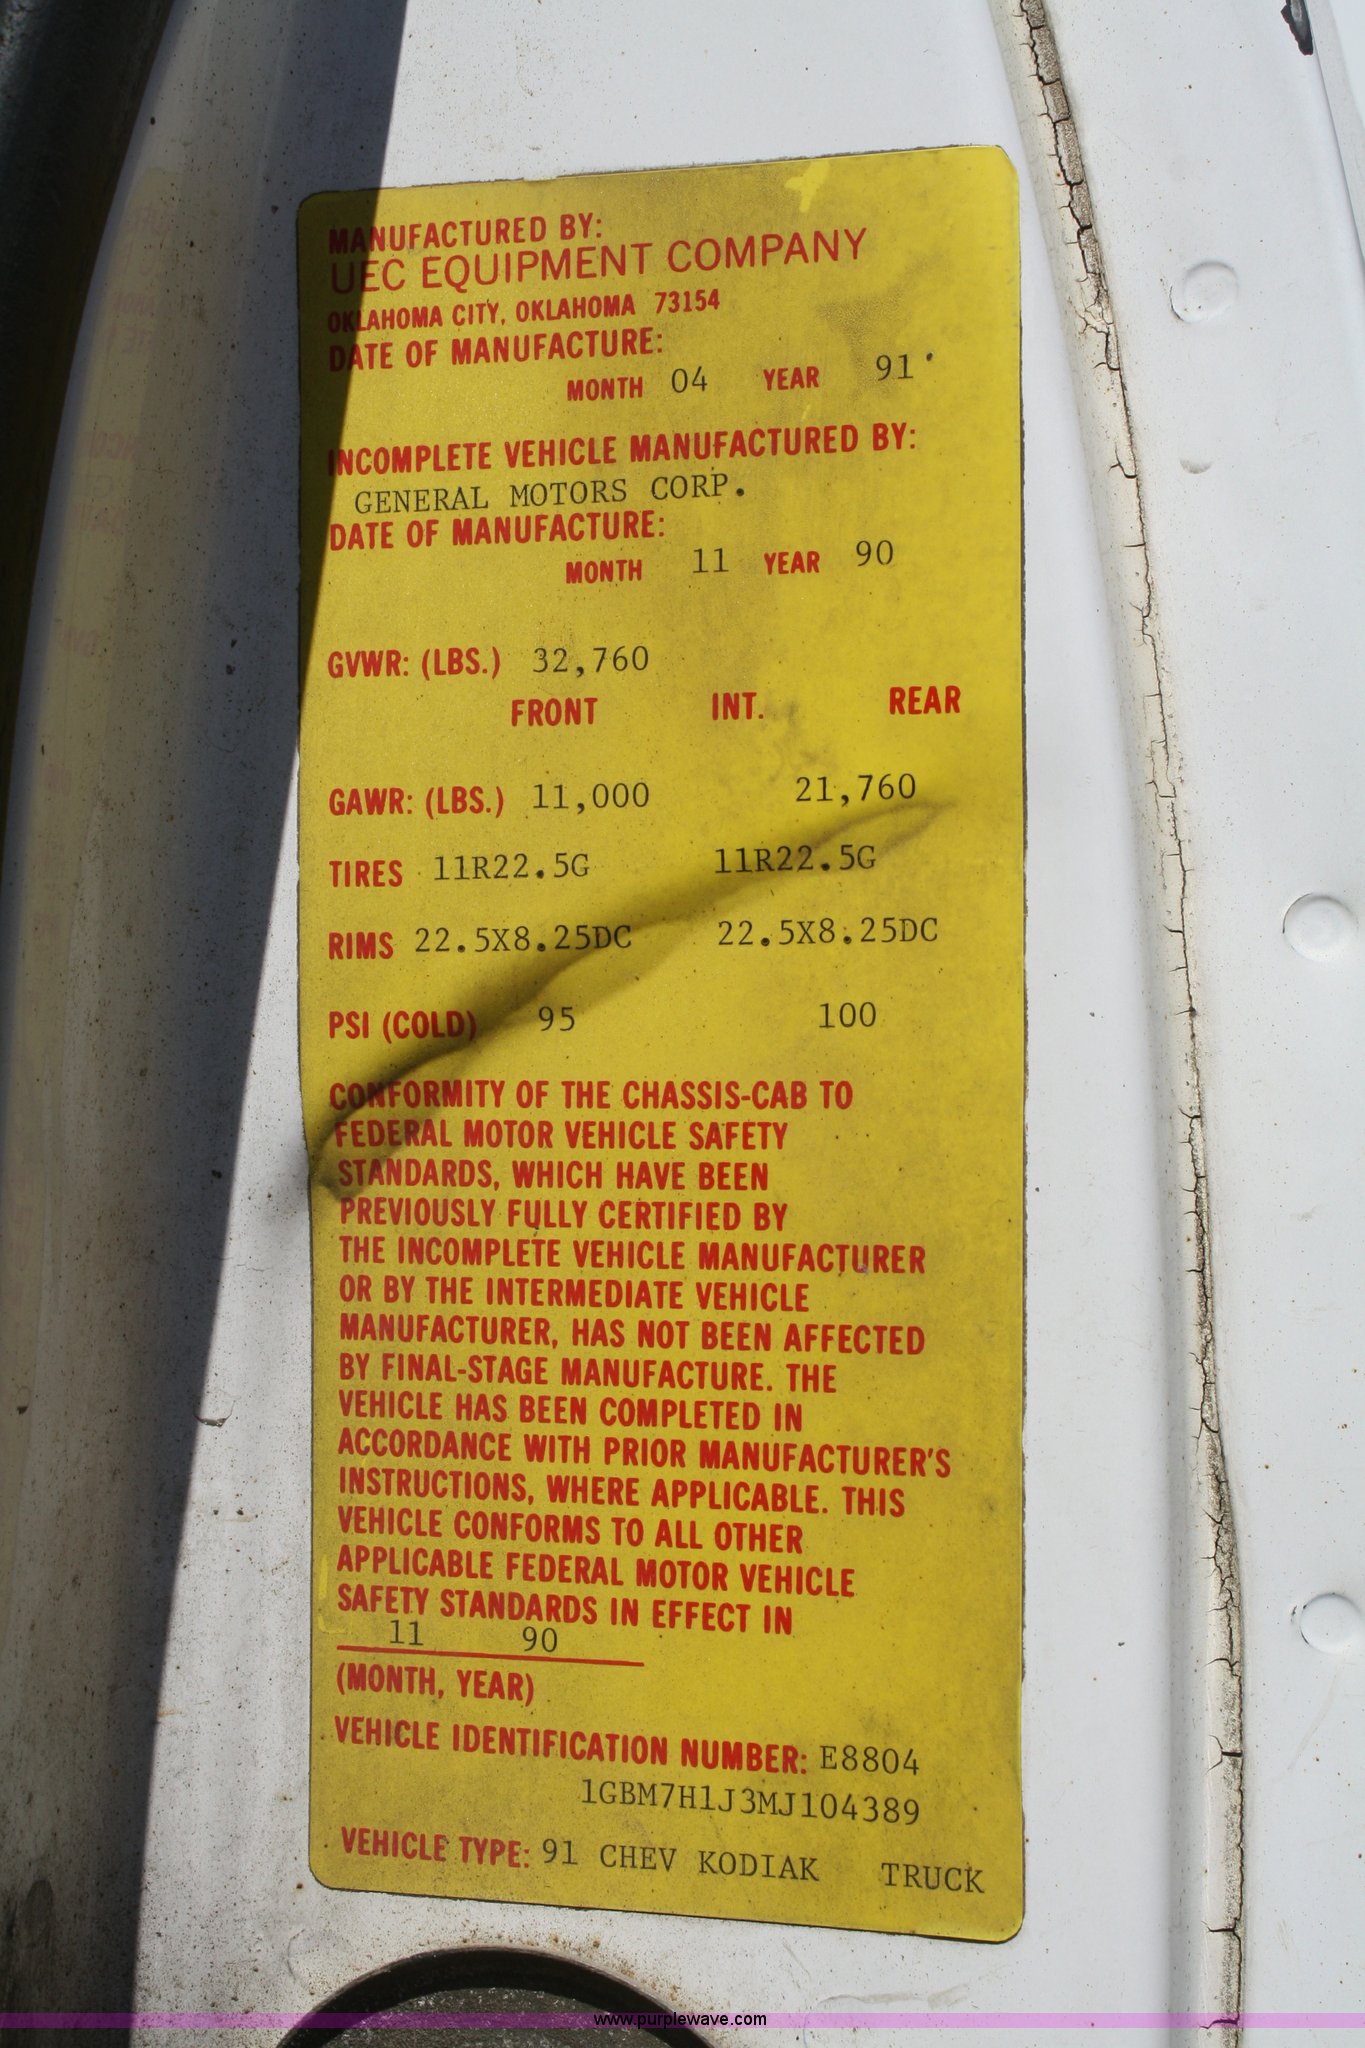 MANUFACTURED BY:
UEC EQUIPMENT COMPANY
OKLAHOMA CITY, OKLAHOMA 73154
DATE OF MANUFACTURE:
MONTH 04 YEAR 91
INCOMPLETE VEHICLE MANUFACTURED BY:
GENERAL MOTORS CORP.
DATE OF MANUFACTURE:
MONTH 11 YEAR 90
GVWR: (LBS.) 32,760
FRONT INT. REAR
GAWR: (LBS.) 11,000 21,760
TIRES 11R22.5G 11R22.5G
RIMS 22.5X8.25DC 22.5X8.25DC
PSI (COLD) 95 100
CONFORMITY OF THE CHASSIS-CAB TO
FEDERAL MOTOR VEHICLE SAFETY
STANDARDS, WHICH HAVE BEEN
PREVIOUSLY FULLY CERTIFIED BY
THE INCOMPLETE VEHICLE MANUFACTURER
OR BY THE INTERMEDIATE VEHICLE
MANUFACTURER, HAS NOT BEEN AFFECTED
BY FINAL-STAGE MANUFACTURE. THE
VEHICLE HAS BEEN COMPLETED IN
ACCORDANCE WITH PRIOR MANUFACTURER'S
INSTRUCTIONS, WHERE APPLICABLE. THIS
VEHICLE CONFORMS TO ALL OTHER
APPLICABLE FEDERAL MOTOR VEHICLE
SAFETY STANDARDS IN EFFECT IN
11 90
(MONTH, YEAR)
VEHICLE IDENTIFICATION NUMBER: E8804
1GBM7H1J3MJ104389
VEHICLE TYPE: 91 CHEV KODIAK TRUCK
www.purplewave.com